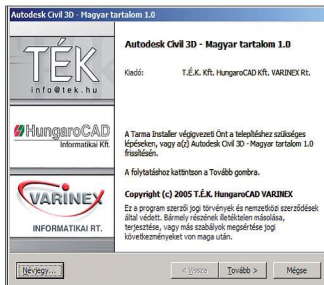 Autodesk Civil 3D - Magyar tartalom 1.0
TÉK
info@tek.hu
HungaroCAD
Informatikai Kft.
VARINEX
INFORMATIKAI RT.
Autodesk Civil 3D - Magyar tartalom 1.0
Kiadó: T.É.K. Kft. HungaroCAD Kft. VARINEX Rt.
A Tarma Installer végigvezeti Önt a telepítéshez szükséges
lépéseken, vagy a(z) Autodesk Civil 3D - Magyar tartalom 1.0
frissítésén.
A folytatáshoz kattintson a Tovább gombra.
Copyright (c) 2005 T.É.K. HungaroCAD VARINEX
Ez a program szerzői jogi törvények és nemzetközi szerződések
által védett. Bármely részének illetéktelen másolása,
terjesztése, vagy más szabályok megsértése jogi
következményeket von maga után.
Névjegy... < Vissza Tovább > Mégse